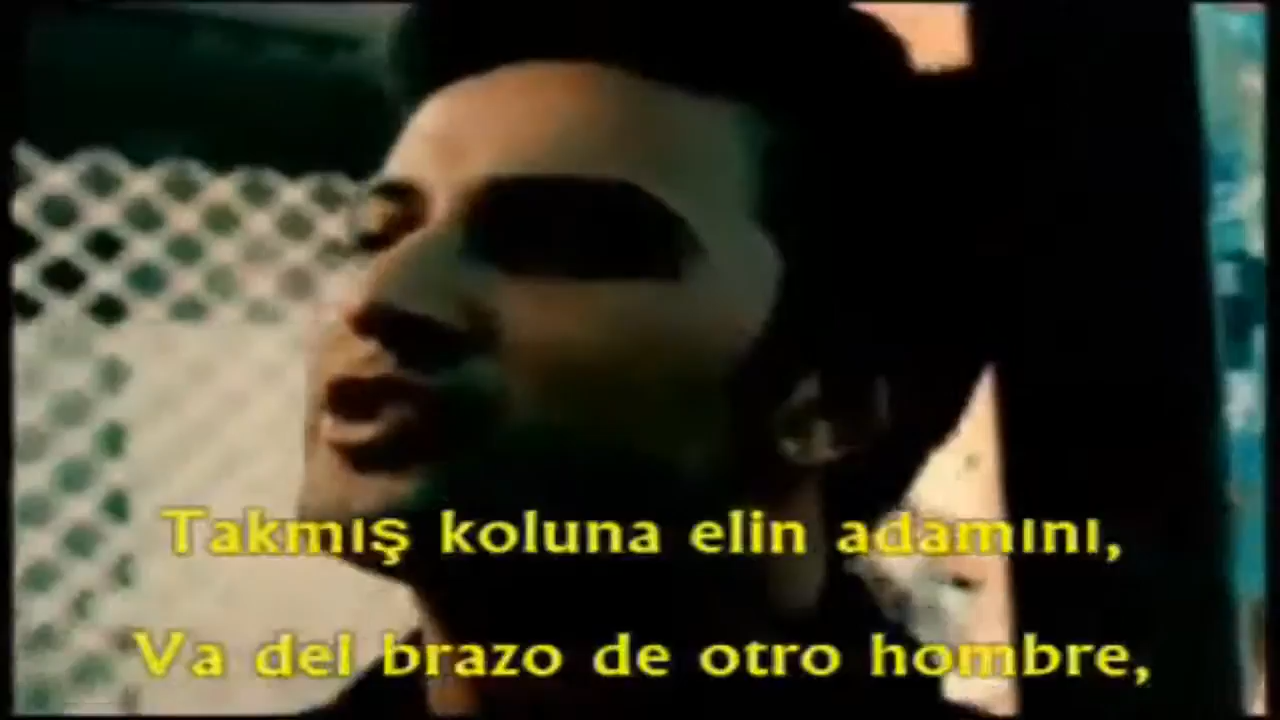 Takmış koluna elin adamını,
Va del brazo de otro hombre,